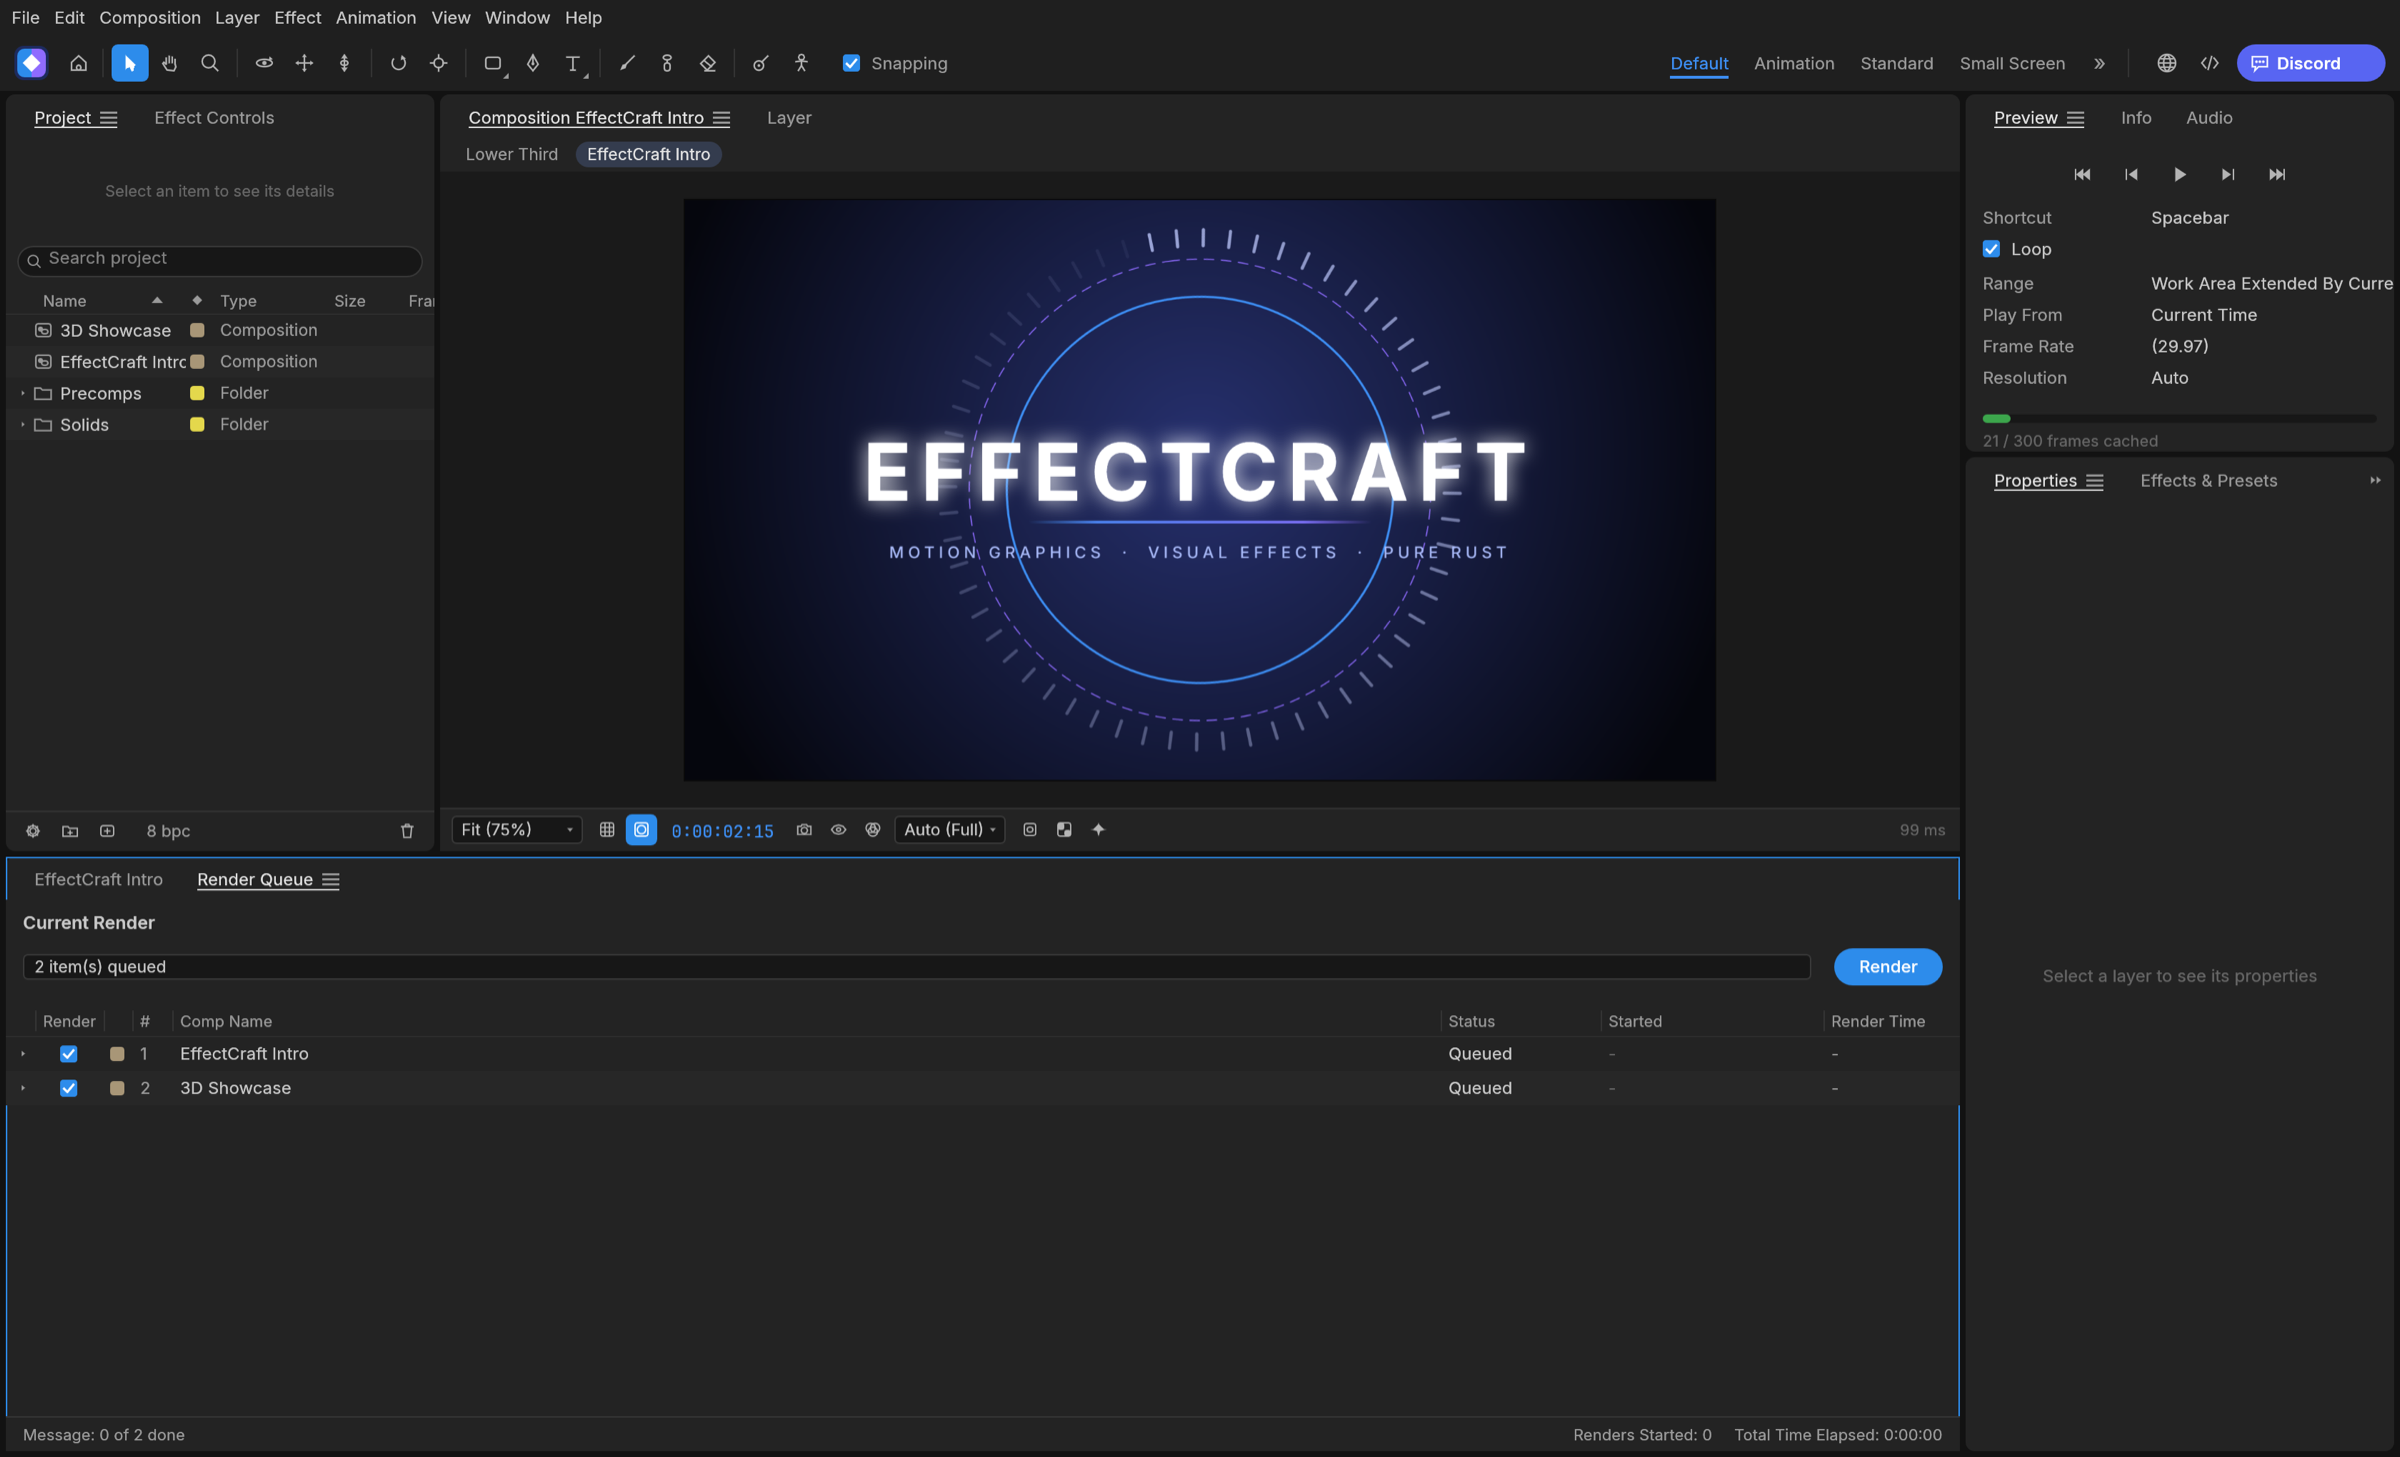 File Edit Composition Layer Effect Animation View Window Help
Snapping
Default Animation Standard Small Screen
Discord
Project
Effect Controls
Select an item to see its details
Search project
Name Type Size Fra
3D Showcase Composition
EffectCraft Intro Composition
Precomps Folder
Solids Folder
8 bpc
Composition EffectCraft Intro
Layer
Lower Third EffectCraft Intro
EFFECTCRAFT
MOTION GRAPHICS · VISUAL EFFECTS · PURE RUST
Fit (75%)
0:00:02:15
Auto (Full)
99 ms
Preview
Info
Audio
Shortcut Spacebar
Loop
Range Work Area Extended By Curre
Play From Current Time
Frame Rate (29.97)
Resolution Auto
21 / 300 frames cached
Properties
Effects & Presets
Select a layer to see its properties
EffectCraft Intro
Render Queue
Current Render
2 item(s) queued
Render
Render # Comp Name Status Started Render Time
1 EffectCraft Intro Queued - -
2 3D Showcase Queued - -
Message: 0 of 2 done
Renders Started: 0 Total Time Elapsed: 0:00:00